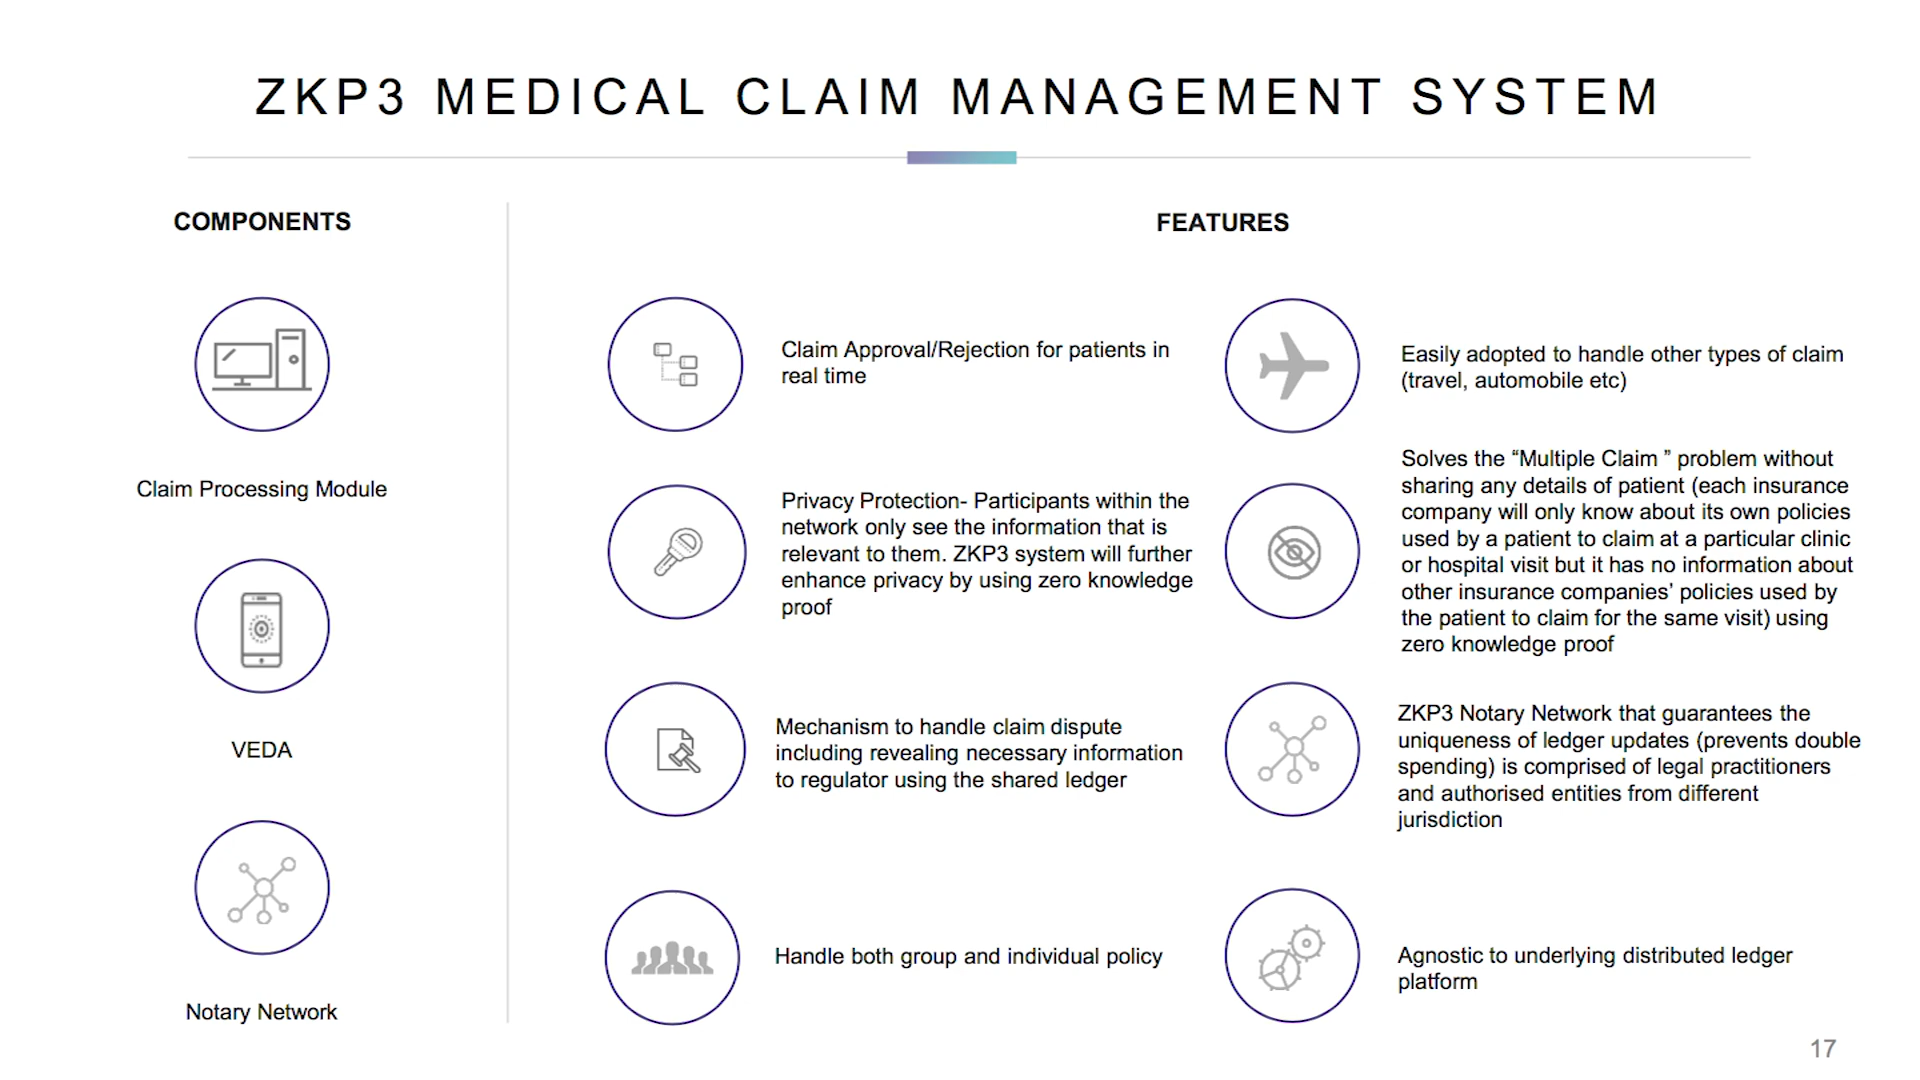 ZKP3 MEDICAL CLAIM MANAGEMENT SYSTEM
COMPONENTS
Claim Processing Module
VEDA
Notary Network
FEATURES
Claim Approval/Rejection for patients in
real time
Privacy Protection- Participants within the
network only see the information that is
relevant to them. ZKP3 system will further
enhance privacy by using zero knowledge
proof
Mechanism to handle claim dispute
including revealing necessary information
to regulator using the shared ledger
Handle both group and individual policy
Easily adopted to handle other types of claim
(travel, automobile etc)
Solves the “Multiple Claim ” problem without
sharing any details of patient (each insurance
company will only know about its own policies
used by a patient to claim at a particular clinic
or hospital visit but it has no information about
other insurance companies’ policies used by
the patient to claim for the same visit) using
zero knowledge proof
ZKP3 Notary Network that guarantees the
uniqueness of ledger updates (prevents double
spending) is comprised of legal practitioners
and authorised entities from different
jurisdiction
Agnostic to underlying distributed ledger
platform
17